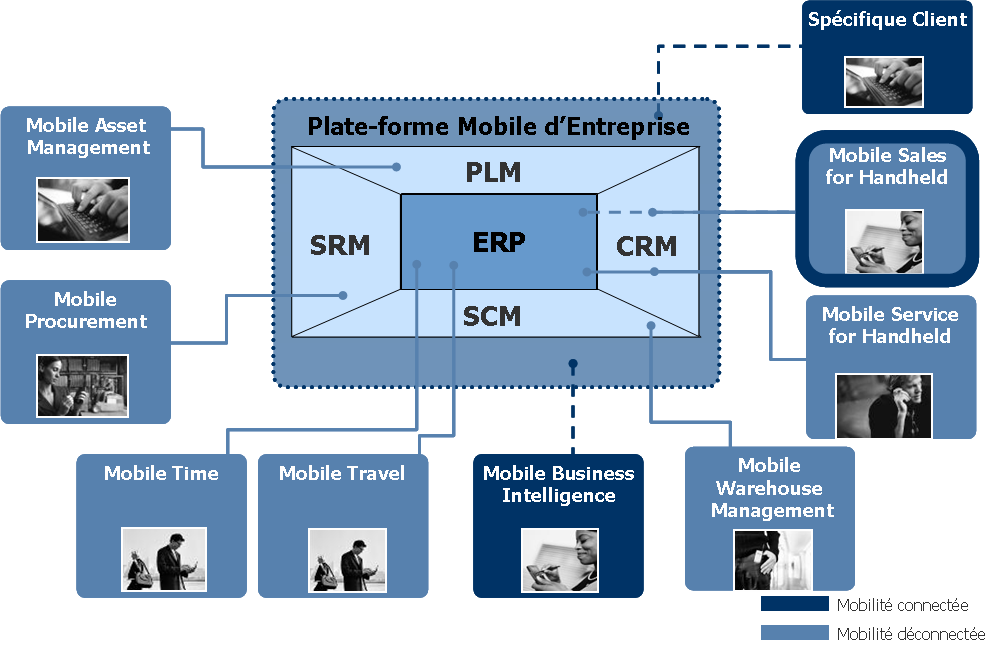 Spécifique Client
Plate-forme Mobile d'Entreprise
Mobile Asset
Management
PLM
Mobile Sales
for Handheld
SRM
ERP
CRM
Mobile
Procurement
SCM
Mobile Service
for Handheld
Mobile Time
Mobile Travel
Mobile Business
Intelligence
Mobile
Warehouse
Management
Mobilité connectée
Mobilité déconnectée